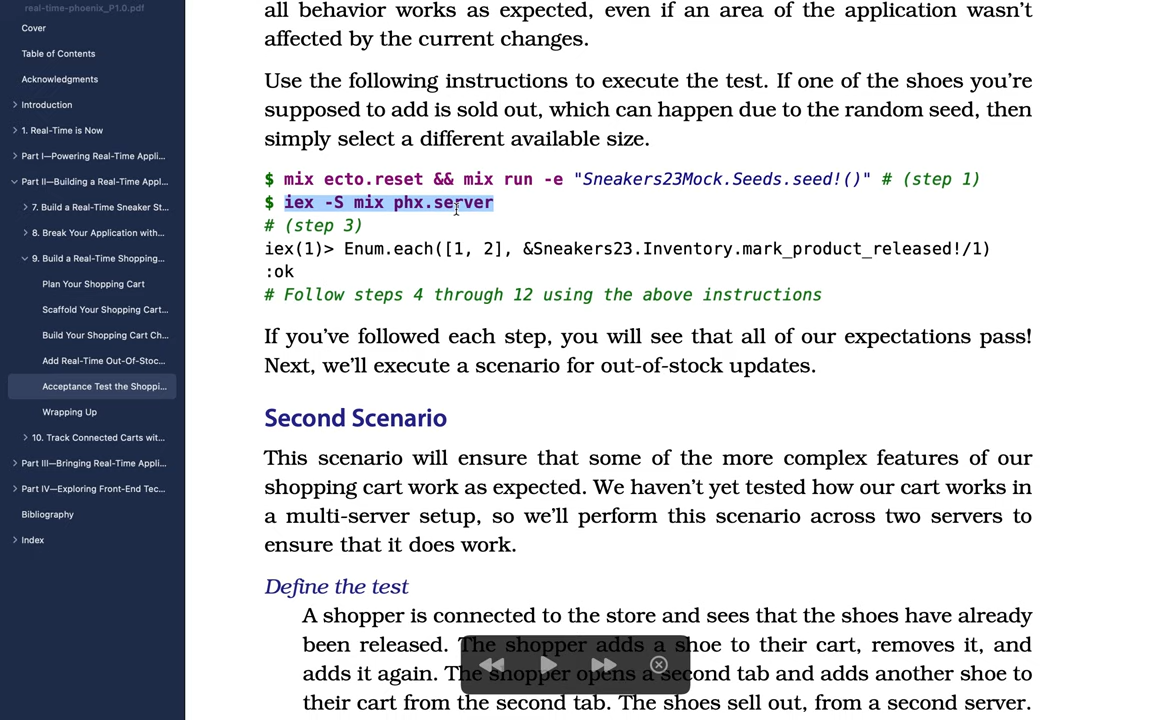 real-time-phoenix_P1.0.pdf
Cover
Table of Contents
Acknowledgments
Introduction
1. Real-Time is Now
Part I—Powering Real-Time Appli...
Part II—Building a Real-Time Appl...
7. Build a Real-Time Sneaker St...
8. Break Your Application with...
9. Build a Real-Time Shopping...
Plan Your Shopping Cart
Scaffold Your Shopping Cart...
Build Your Shopping Cart Ch...
Add Real-Time Out-Of-Stoc...
Acceptance Test the Shoppi...
Wrapping Up
10. Track Connected Carts wit...
Part III—Bringing Real-Time Appli...
Part IV—Exploring Front-End Tec...
Bibliography
Index
all behavior works as expected, even if an area of the application wasn't
affected by the current changes.
Use the following instructions to execute the test. If one of the shoes you're
supposed to add is sold out, which can happen due to the random seed, then
simply select a different available size.
$ mix ecto.reset && mix run -e "Sneakers23Mock.Seeds.seed!()" # (step 1)
$ iex -S mix phx.server
# (step 3)
iex(1)> Enum.each([1, 2], &Sneakers23.Inventory.mark_product_released!/1)
:ok
# Follow steps 4 through 12 using the above instructions
If you've followed each step, you will see that all of our expectations pass!
Next, we'll execute a scenario for out-of-stock updates.
Second Scenario
This scenario will ensure that some of the more complex features of our
shopping cart work as expected. We haven't yet tested how our cart works in
a multi-server setup, so we'll perform this scenario across two servers to
ensure that it does work.
Define the test
A shopper is connected to the store and sees that the shoes have already
been released. The shopper adds a shoe to their cart, removes it, and
adds it again. The shopper opens a second tab and adds another shoe to
their cart from the second tab. The shoes sell out, from a second server.